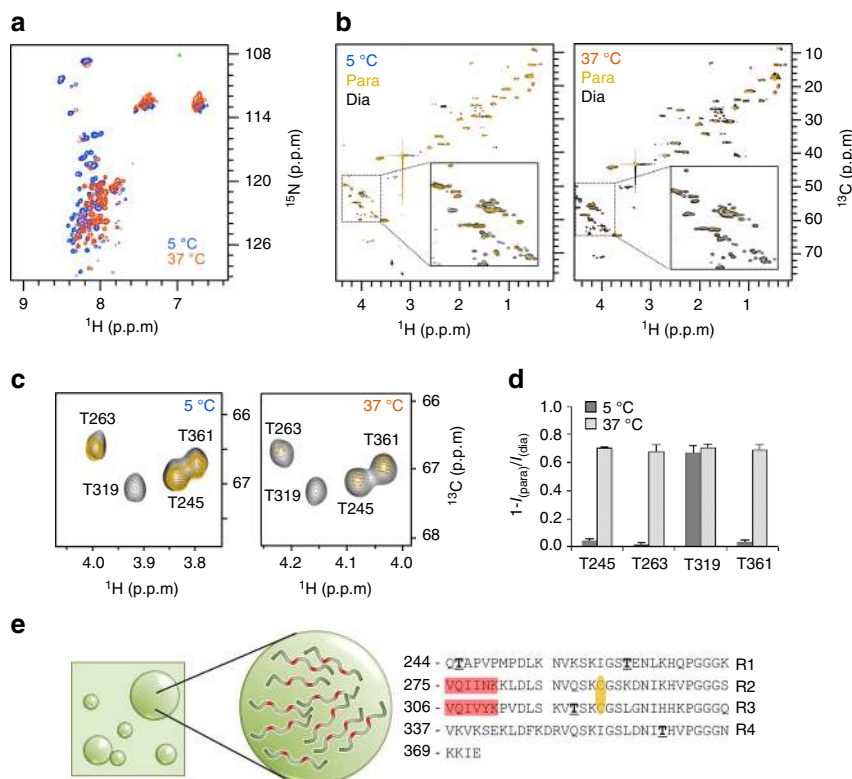 a
108
112
120
126
15N (p.p.m)
5 °C
37 °C
9 8 7
1H (p.p.m)
b
5 °C
Para
Dia
37 °C
Para
Dia
10
20
30
40
50
60
70
13C (p.p.m)
4 3 2 1
1H (p.p.m)
4 3 2 1
1H (p.p.m)
c
5 °C
T263
T361
T319
T245
66
67
4.0 3.9 3.8
1H (p.p.m)
37 °C
T263
T361
T319
T245
66
67
68
13C (p.p.m)
4.2 4.1 4.0
1H (p.p.m)
d
5 °C
37 °C
1.0
0.8
0.6
0.4
0.2
0.0
1-I(para)/I(dia)
T245 T263 T319 T361
e
244 - QTAPVPMPDLK NVKSKIGSTENLKHQPGGGK R1
275 - VQIINKKLDLS NVQSKCGSKDNIKHVPGGGS R2
306 - VQIVYKPVDLS KVTSKCGSLGNIHHKPGGGQ R3
337 - VKVKSEKLDFKDRVQSKIGSLDNITHVPGGGN R4
369 - KKIE